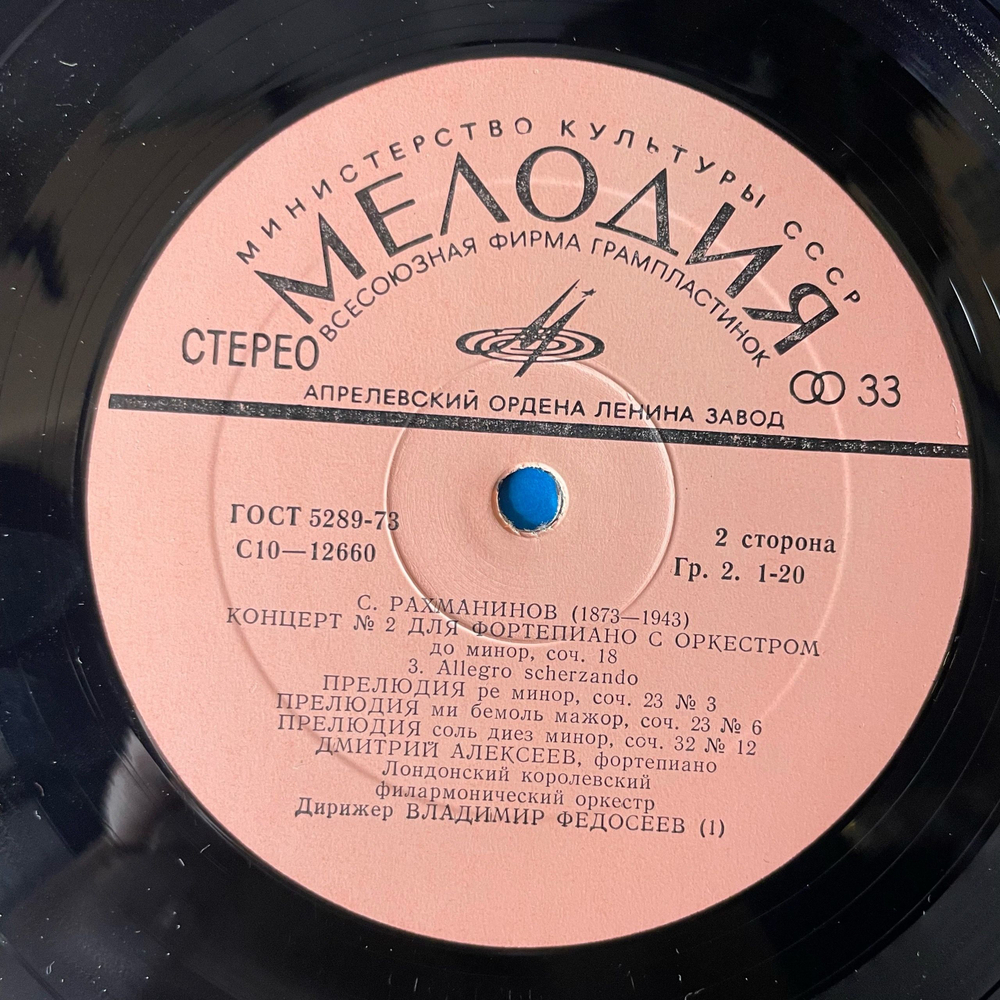 МИНИСТЕРСТВО КУЛЬТУРЫ СССР
МЕЛОДИЯ
ВСЕСОЮЗНАЯ ФИРМА ГРАМПЛАСТИНОК
СТЕРЕО
33
АПРЕЛЕВСКИЙ ОРДЕНА ЛЕНИНА ЗАВОД
ГОСТ 5289-73
С10—12660
2 сторона
Гр. 2. 1-20
С. РАХМАНИНОВ (1873—1943)
КОНЦЕРТ № 2 ДЛЯ ФОРТЕПИАНО С ОРКЕСТРОМ
до минор, соч. 18
3. Allegro scherzando
ПРЕЛЮДИЯ ре минор, соч. 23 № 3
ПРЕЛЮДИЯ ми бемоль мажор, соч. 23 № 6
ПРЕЛЮДИЯ соль диез минор, соч. 32 № 12
ДМИТРИЙ АЛЕКСЕЕВ, фортепиано
Лондонский королевский
филармонический оркестр
Дирижер ВЛАДИМИР ФЕДОСЕЕВ (1)